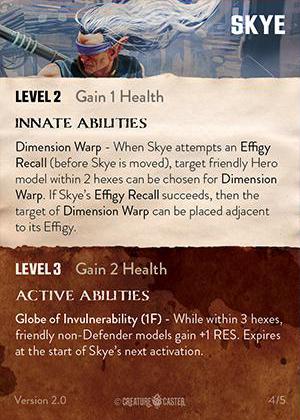 SKYE
LEVEL 2 Gain 1 Health
INNATE ABILITIES
Dimension Warp - When Skye attempts an Effigy
Recall (before Skye is moved), target friendly Hero
model within 2 hexes can be chosen for Dimension
Warp. If Skye's Effigy Recall succeeds, then the
target of Dimension Warp can be placed adjacent
to its Effigy.
LEVEL 3 Gain 2 Health
ACTIVE ABILITIES
Globe of Invulnerability (1F) - While within 3 hexes,
friendly non-Defender models gain +1 RES. Expires
at the start of Skye's next activation.
Version 2.0 © CREATURE CASTER 4/5